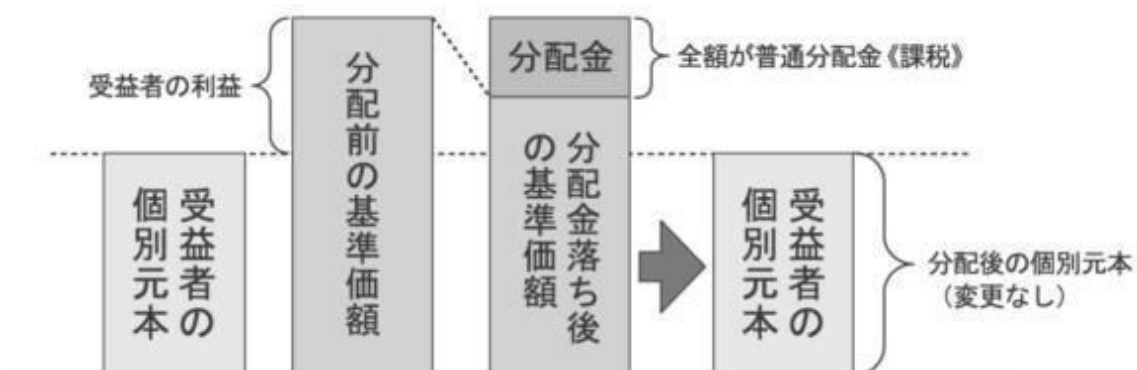 受益者の利益
受益者の
個別元本
分配前の基準価額
分配金
分配金落ち後
の基準価額
全額が普通分配金《課税》
受益者の
個別元本
分配後の個別元本
（変更なし）